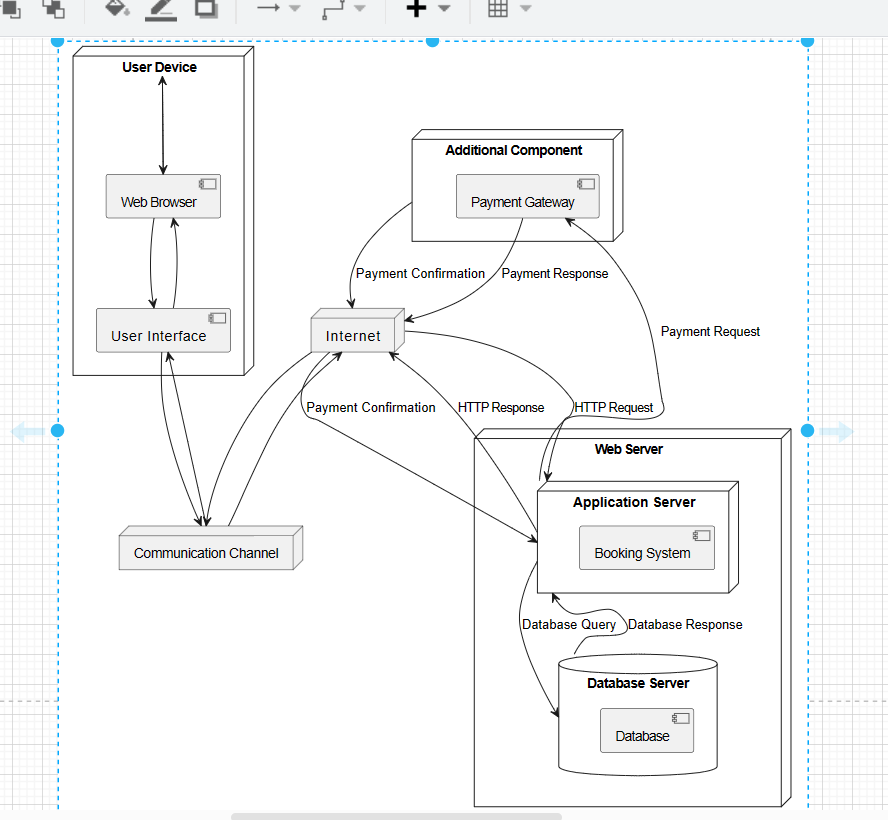 User Device
Additional Component
Web Browser
Payment Gateway
Payment Confirmation
Payment Response
User Interface
Internet
Payment Request
Payment Confirmation
HTTP Response
HTTP Request
Web Server
Application Server
Communication Channel
Booking System
Database Query
Database Response
Database Server
Database